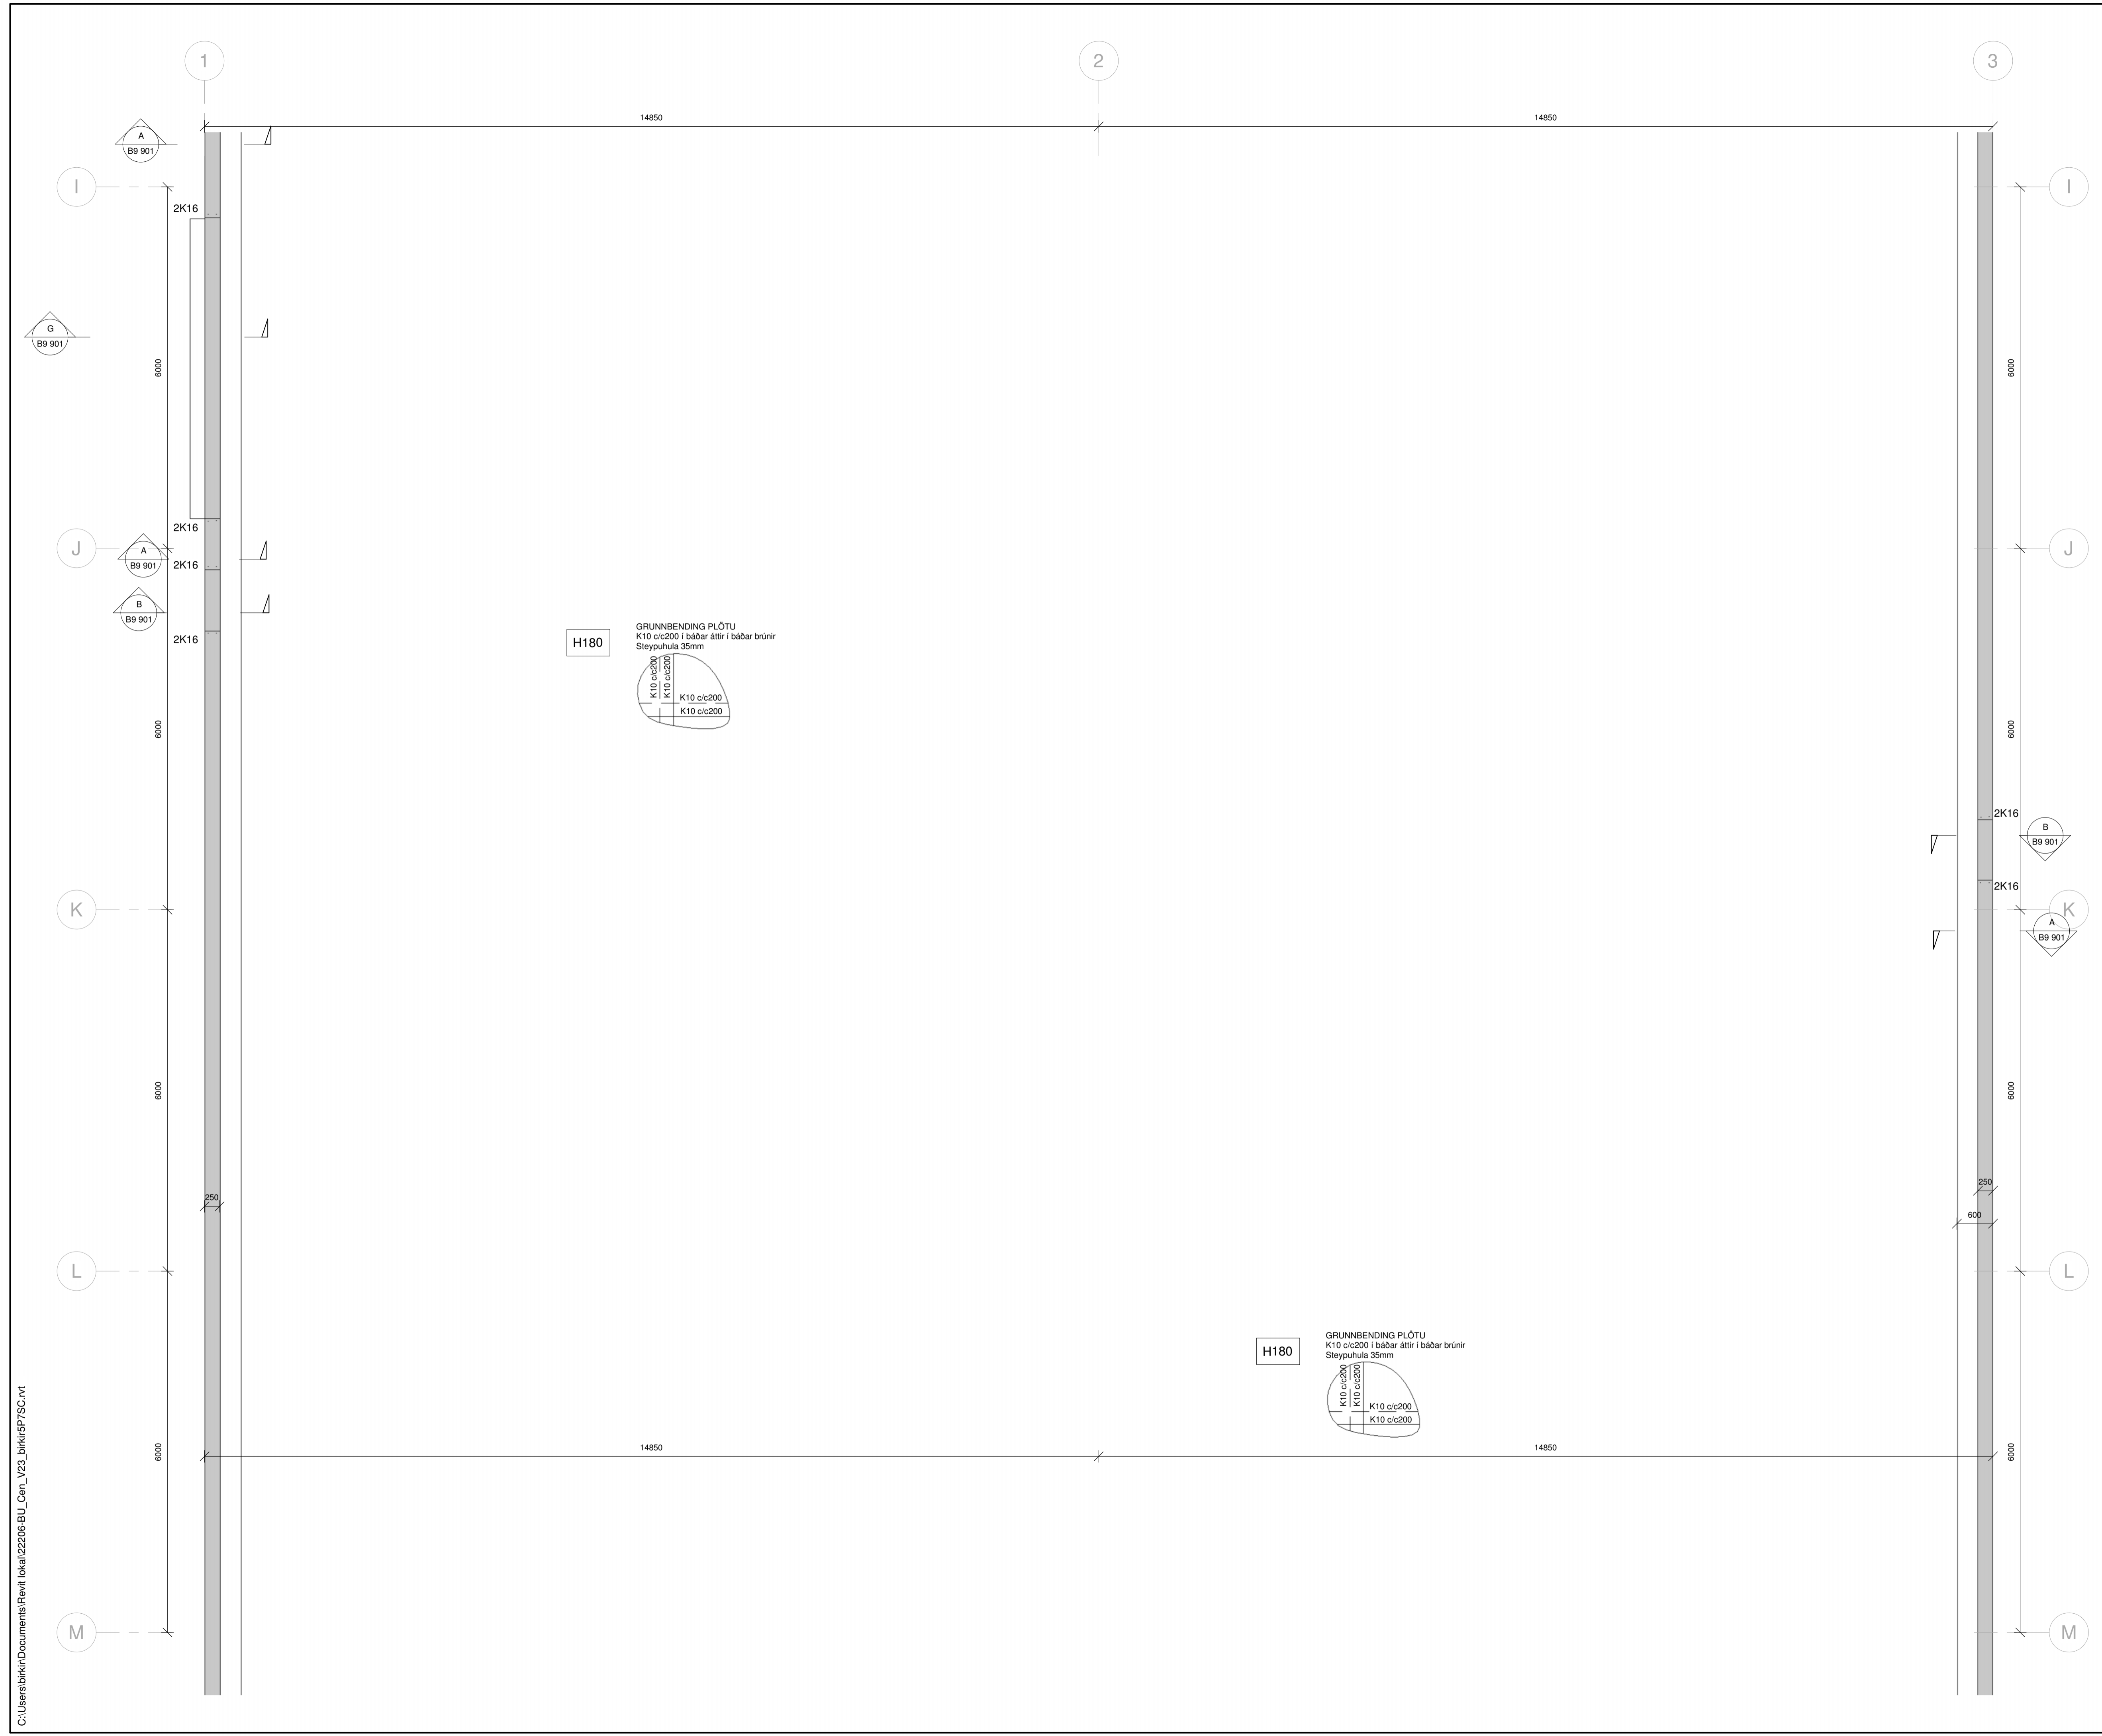 1
2
3
14850
14850
A
B9 901
I
I
2K16
G
B9 901
6000
6000
2K16
J
A
B9 901
J
2K16
B
B9 901
2K16
H180
GRUNNBENDING PLÖTU
K10 c/c200 í báðar áttir í báðar brúnir
Steypuhula 35mm
K10 c/c200
K10 c/c200
K10 c/c200
K10 c/c200
6000
6000
2K16
B
B9 901
2K16
K
K
A
B9 901
6000
6000
250
250
600
L
L
H180
GRUNNBENDING PLÖTU
K10 c/c200 í báðar áttir í báðar brúnir
Steypuhula 35mm
K10 c/c200
K10 c/c200
K10 c/c200
K10 c/c200
14850
14850
6000
6000
M
M
C:\Users\birkir\Documents\Revit lokal\22206-BU_Cen_V23_birkir5P7SC.rvt